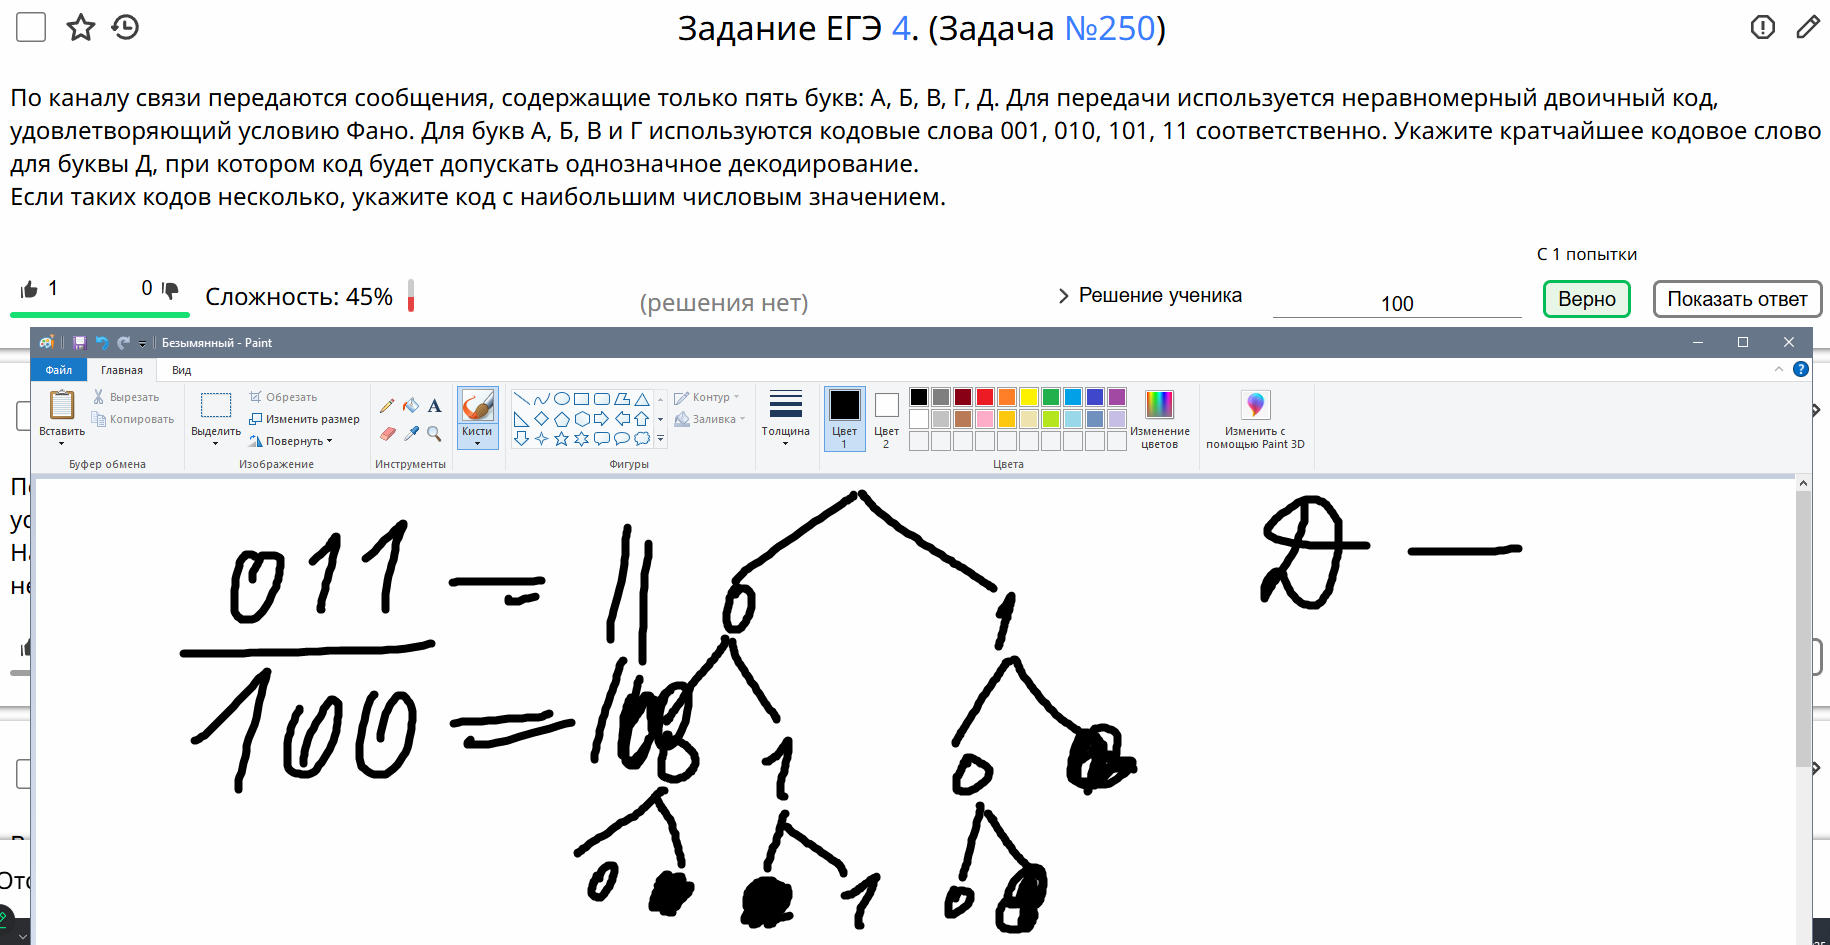 Задание ЕГЭ 4. (Задача №250)
По каналу связи передаются сообщения, содержащие только пять букв: А, Б, В, Г, Д. Для передачи используется неравномерный двоичный код,
удовлетворяющий условию Фано. Для букв А, Б, В и Г используются кодовые слова 001, 010, 101, 11 соответственно. Укажите кратчайшее кодовое слово
для буквы Д, при котором код будет допускать однозначное декодирование.
Если таких кодов несколько, укажите код с наибольшим числовым значением.
С 1 попытки
1 0 Сложность: 45% (решения нет) Решение ученика 100 Верно Показать ответ
Безымянный - Paint
Файл Главная Вид
Вставить Вырезать Копировать
Буфер обмена
Выделить Обрезать Изменить размер Повернуть
Изображение
Инструменты
Кисти
Контур Заливка
Фигуры
Толщина
Цвет 1 Цвет 2
Изменение цветов
Цвета
Изменить с помощью Paint 3D
011 = 11
100 = 100
Д —
0 1
0 1 0
0 1 0